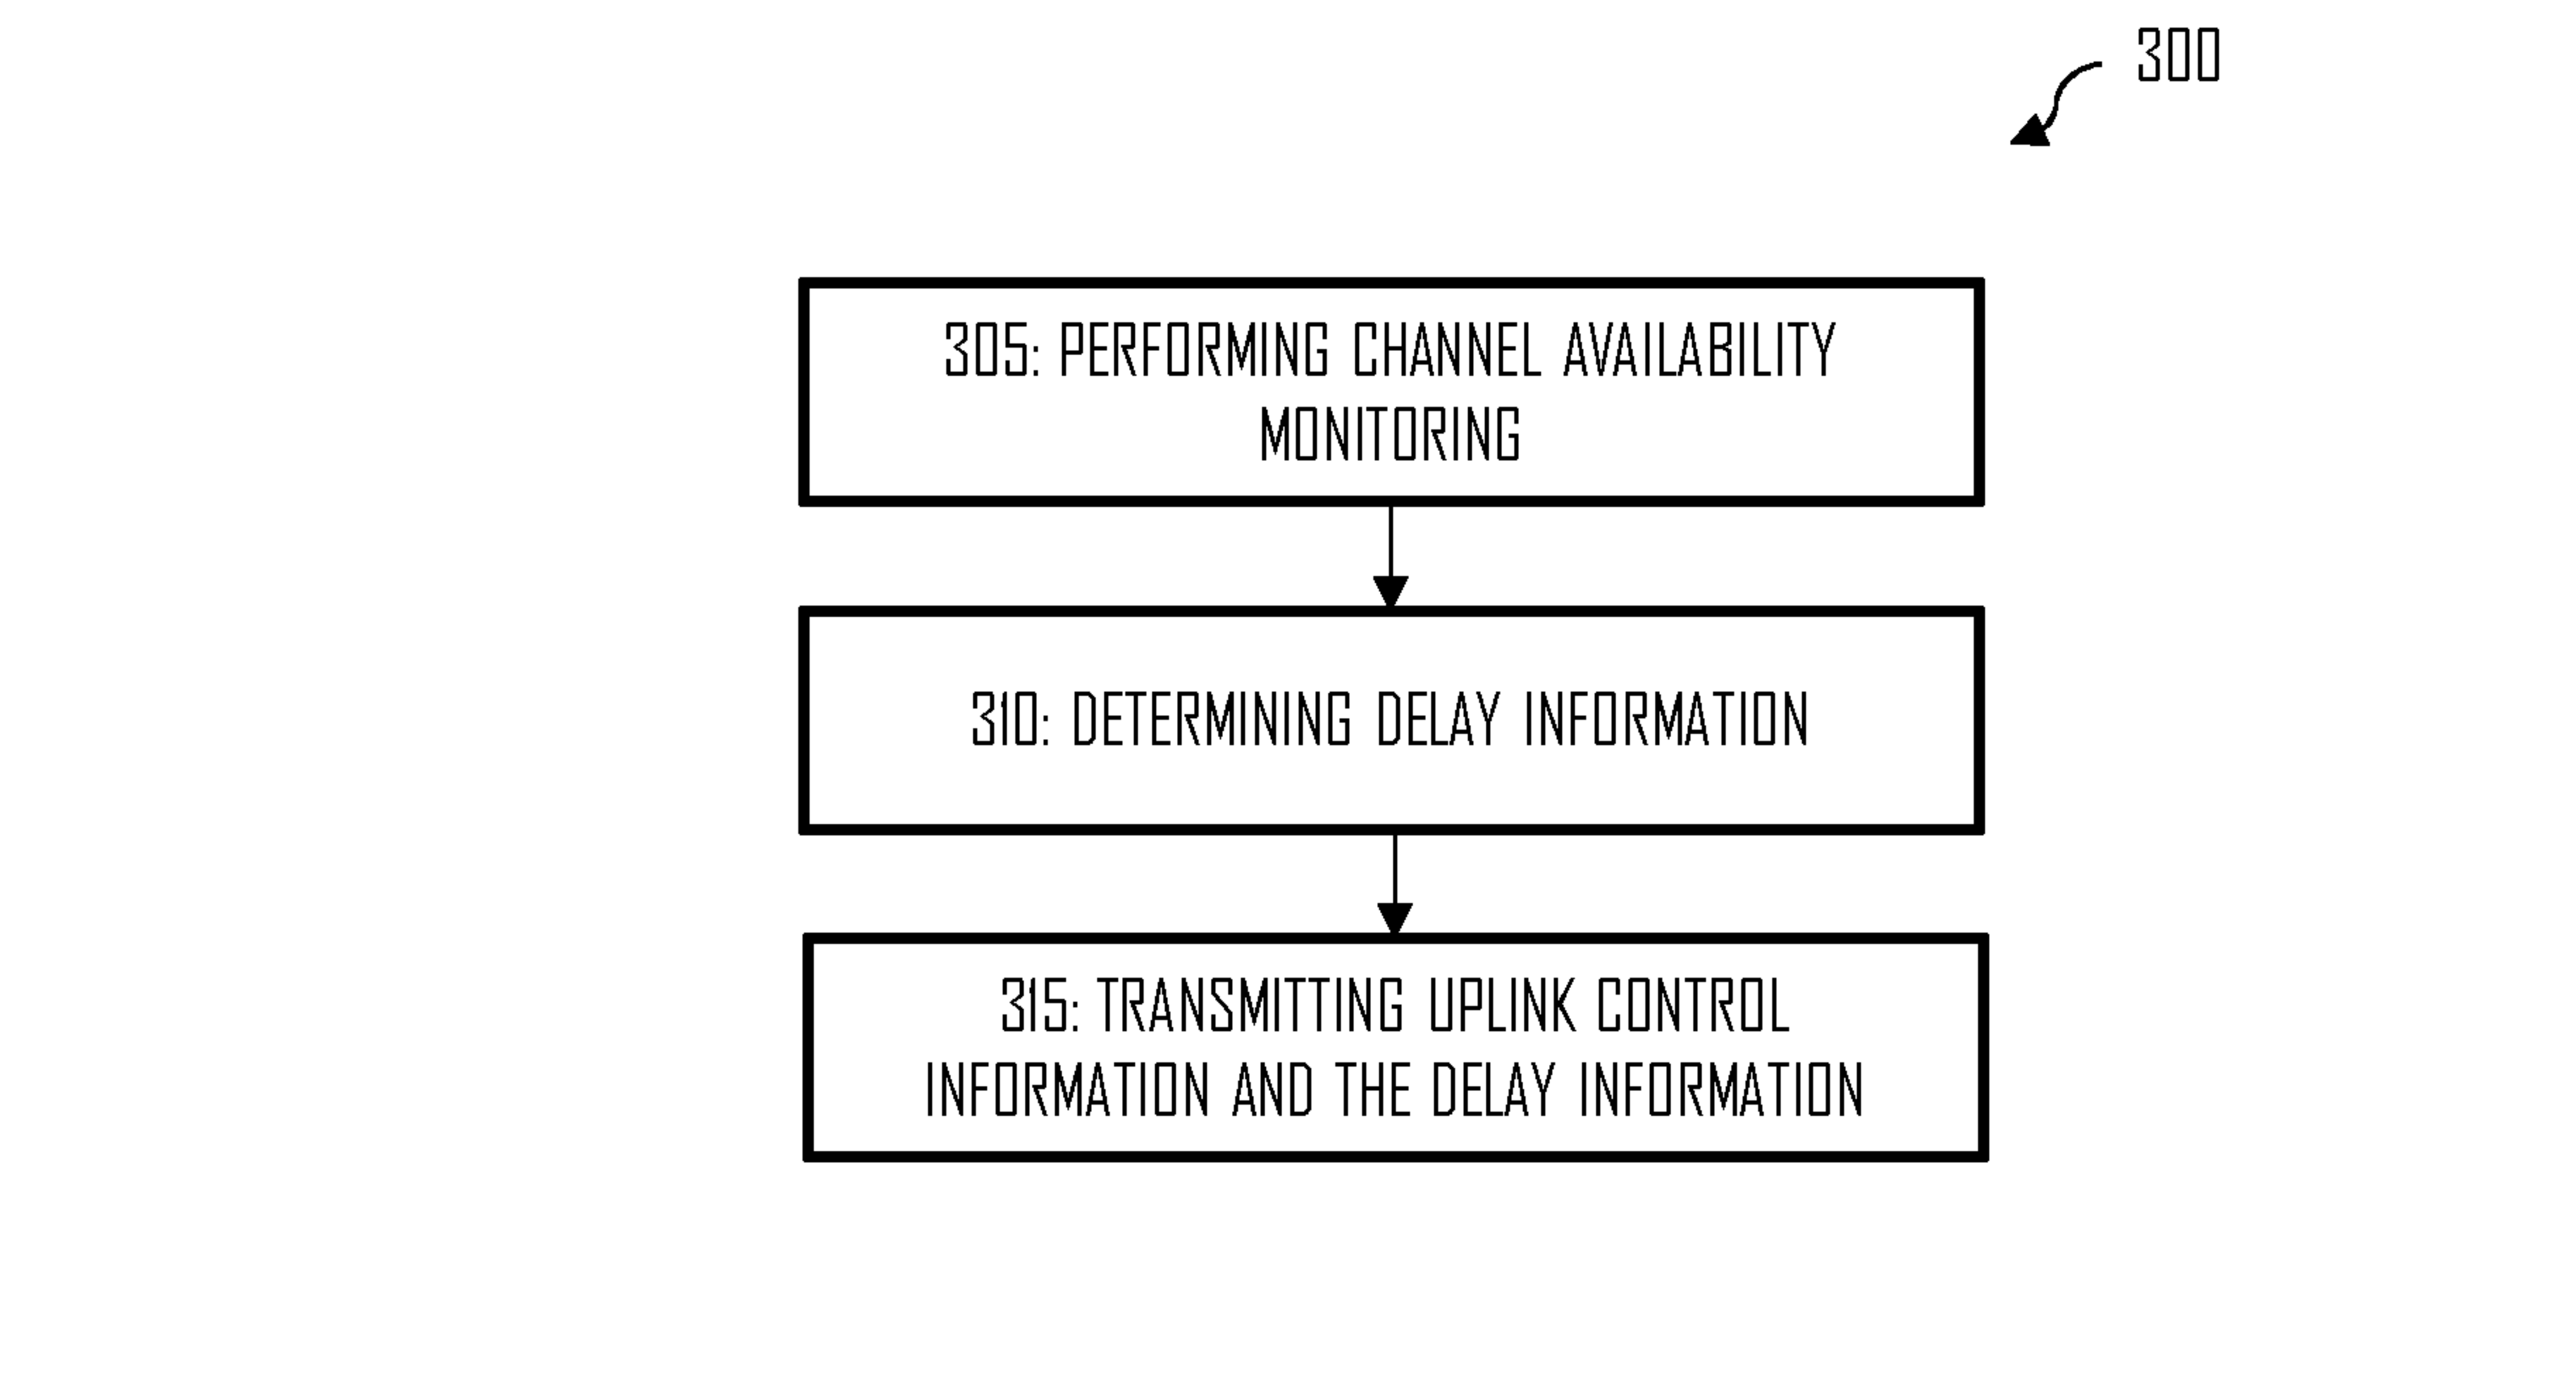 300
305: PERFORMING CHANNEL AVAILABILITY
MONITORING
310: DETERMINING DELAY INFORMATION
315: TRANSMITTING UPLINK CONTROL
INFORMATION AND THE DELAY INFORMATION